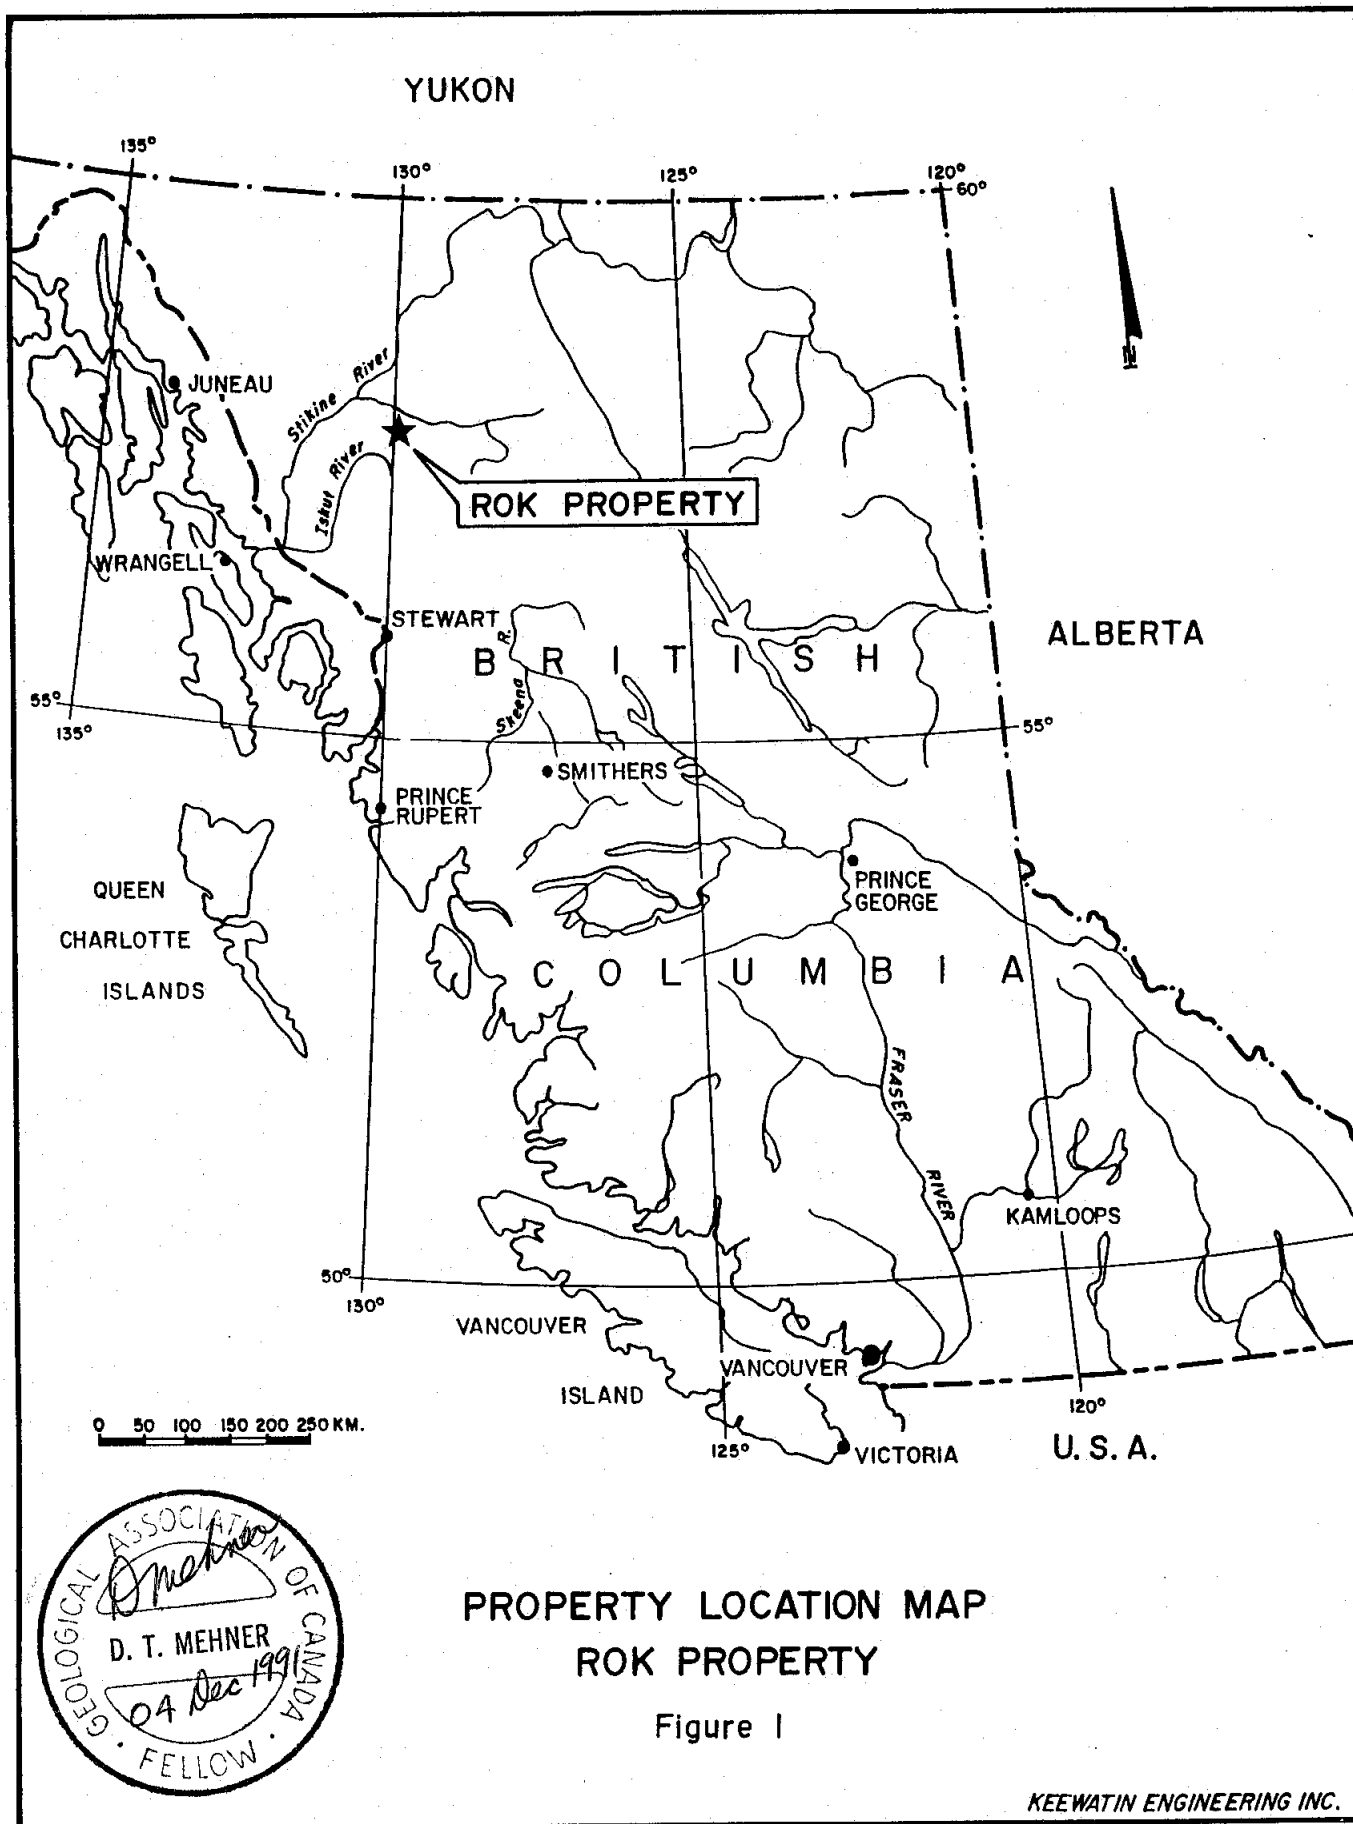 YUKON
135°
130°
125°
120°
60°
N
JUNEAU
Stikine River
Iskut River
ROK PROPERTY
WRANGELL
STEWART
ALBERTA
BRITISH
Skeena R.
55°
135°
55°
SMITHERS
PRINCE
RUPERT
PRINCE
GEORGE
QUEEN
CHARLOTTE
ISLANDS
COLUMBIA
FRASER RIVER
KAMLOOPS
50°
130°
VANCOUVER
ISLAND
VANCOUVER
120°
125°
VICTORIA
U.S.A.
0 50 100 150 200 250 KM.
GEOLOGICAL ASSOCIATION OF CANADA
D Mehner
D. T. MEHNER
04 Dec 1991
FELLOW
PROPERTY LOCATION MAP
ROK PROPERTY
Figure 1
KEEWATIN ENGINEERING INC.